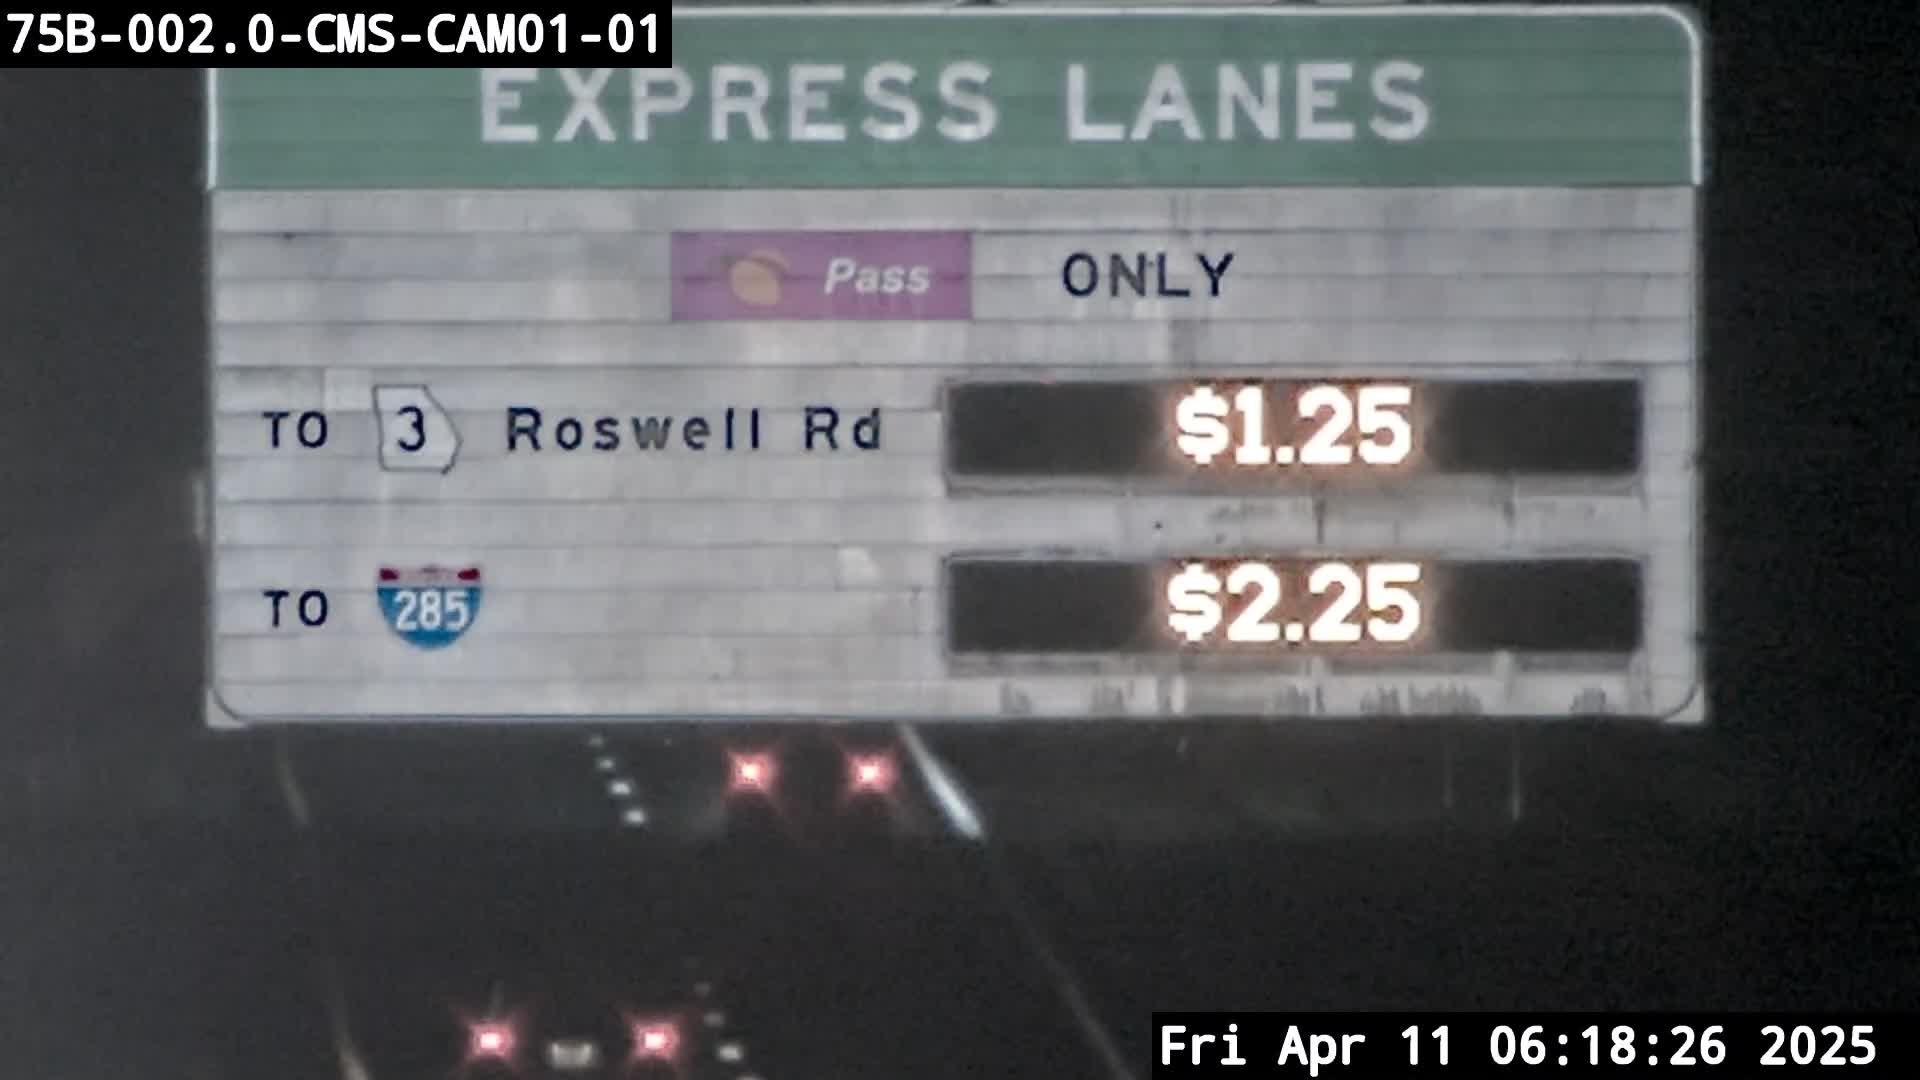 75B-002.0-CMS-CAM01-01
EXPRESS LANES
Pass ONLY
TO 3 Roswell Rd $1.25
TO 285 $2.25
Fri Apr 11 06:18:26 2025